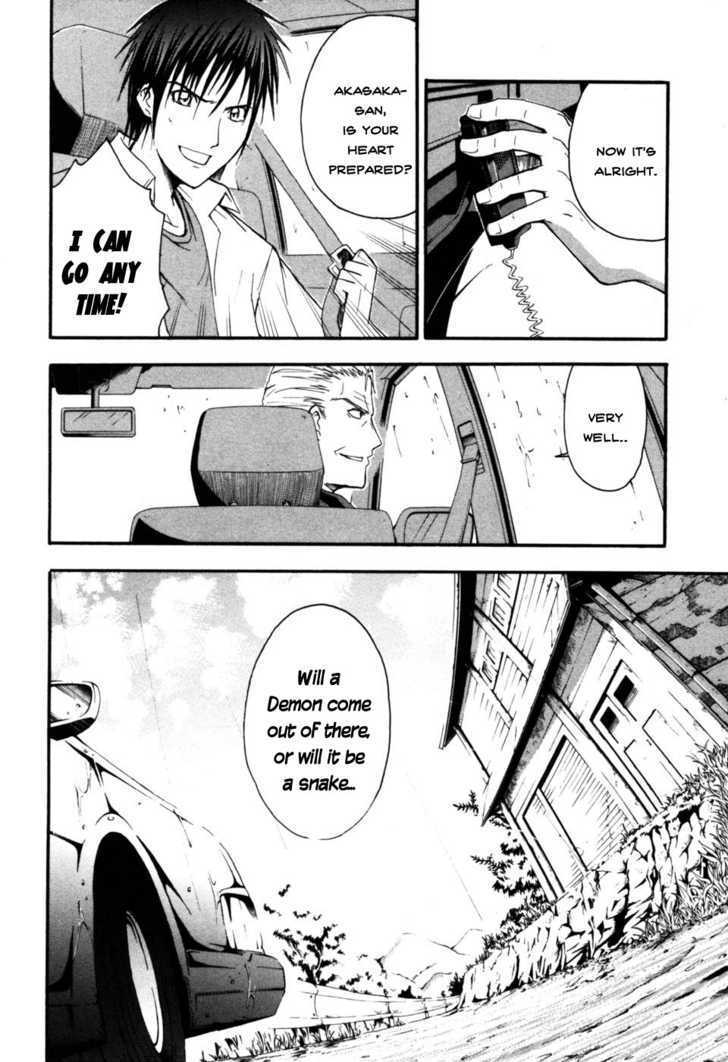 NOW IT'S
ALRIGHT.
AKASAKA-
SAN,
IS YOUR
HEART
PREPARED?
I CAN
GO ANY
TIME!
VERY
WELL..
Will a
Demon come
out of there,
or will it be
a snake...